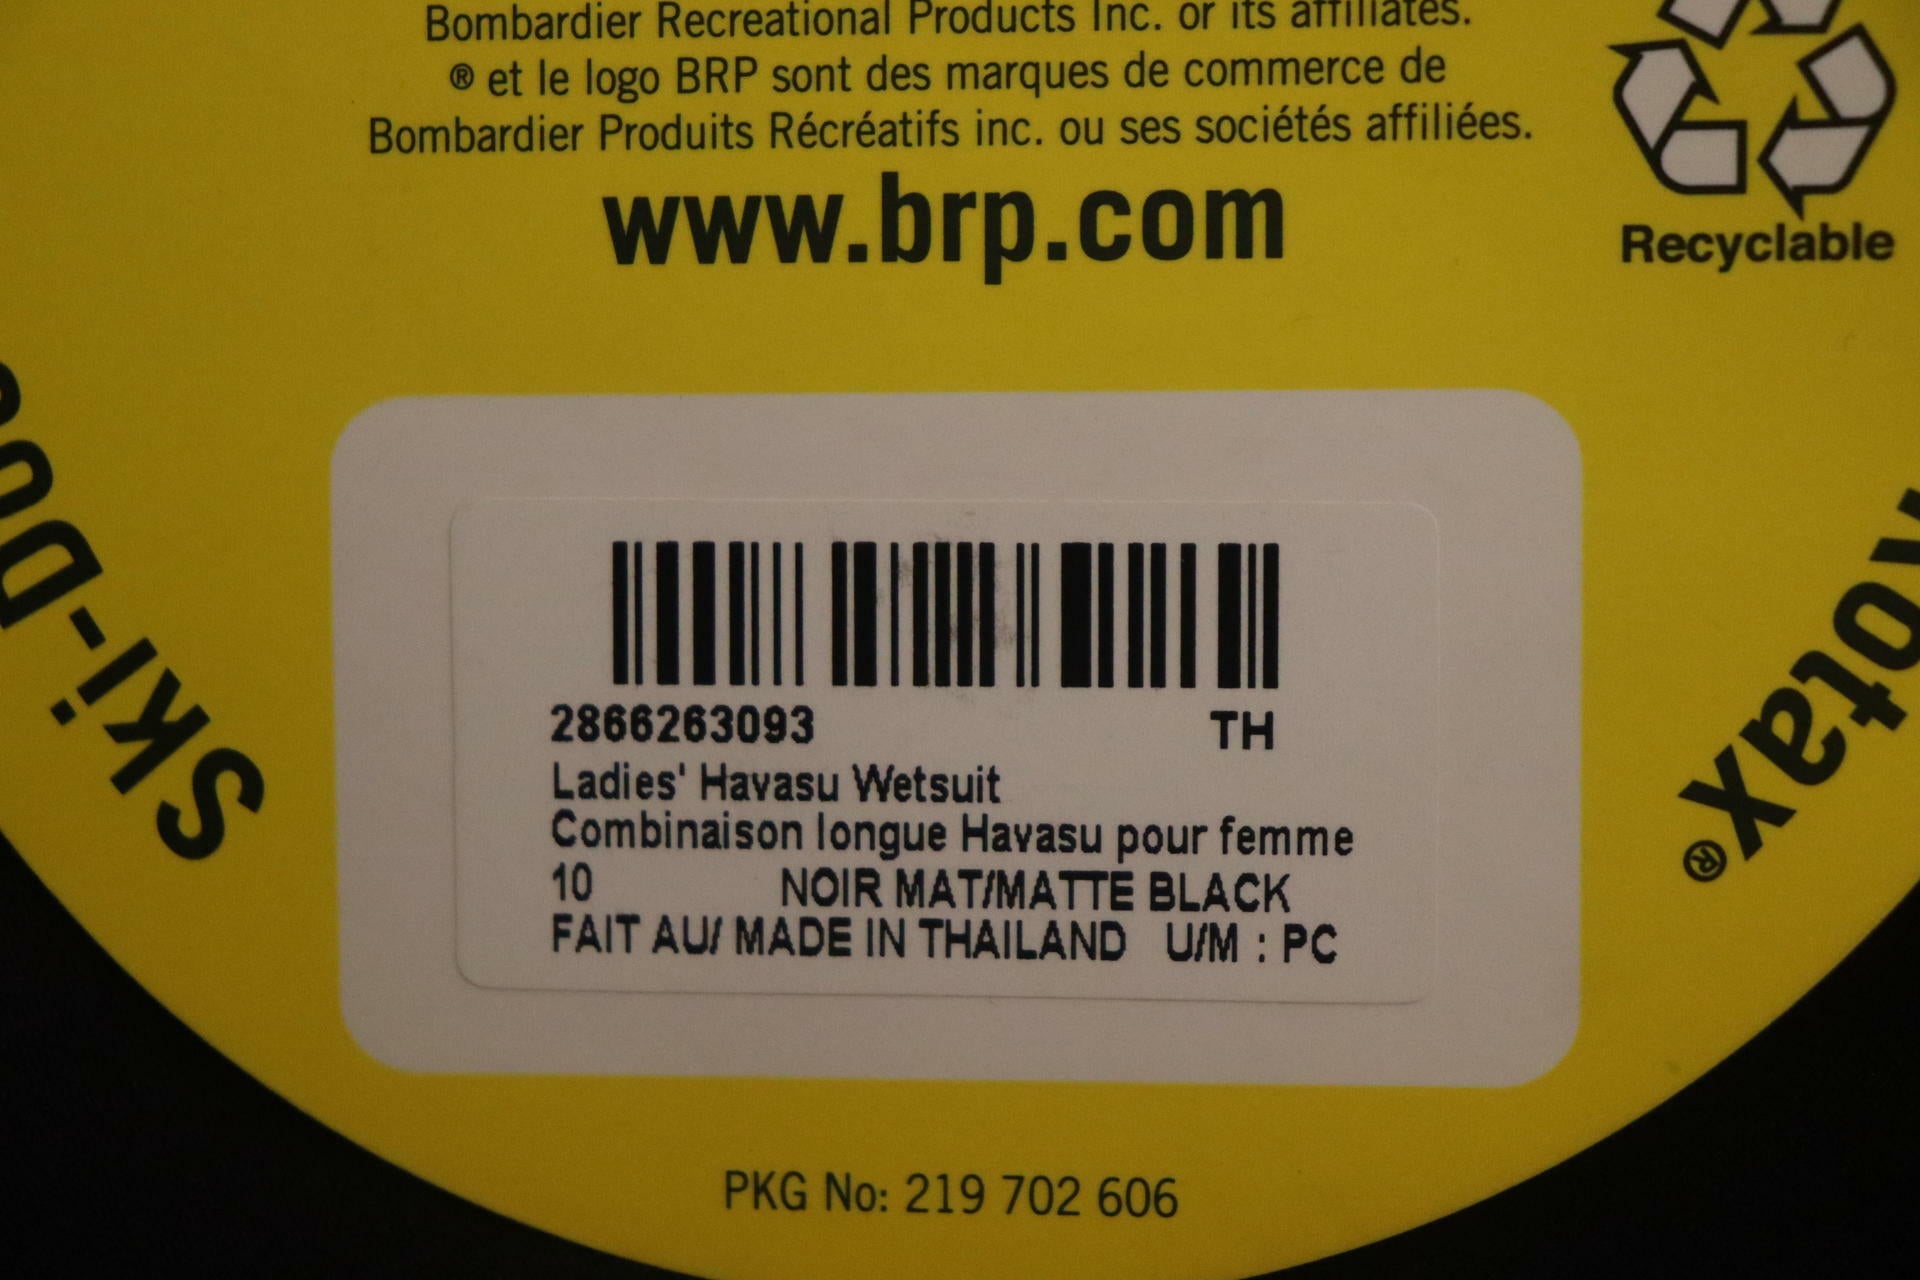 Bombardier Recreational Products Inc. or its affiliates.
® et le logo BRP sont des marques de commerce de
Bombardier Produits Récréatifs inc. ou ses sociétés affiliées.
www.brp.com
Recyclable
Ski-Doo
Rotax®
2866263093 TH
Ladies' Havasu Wetsuit
Combinaison longue Havasu pour femme
10 NOIR MAT/MATTE BLACK
FAIT AU/ MADE IN THAILAND U/M : PC
PKG No: 219 702 606